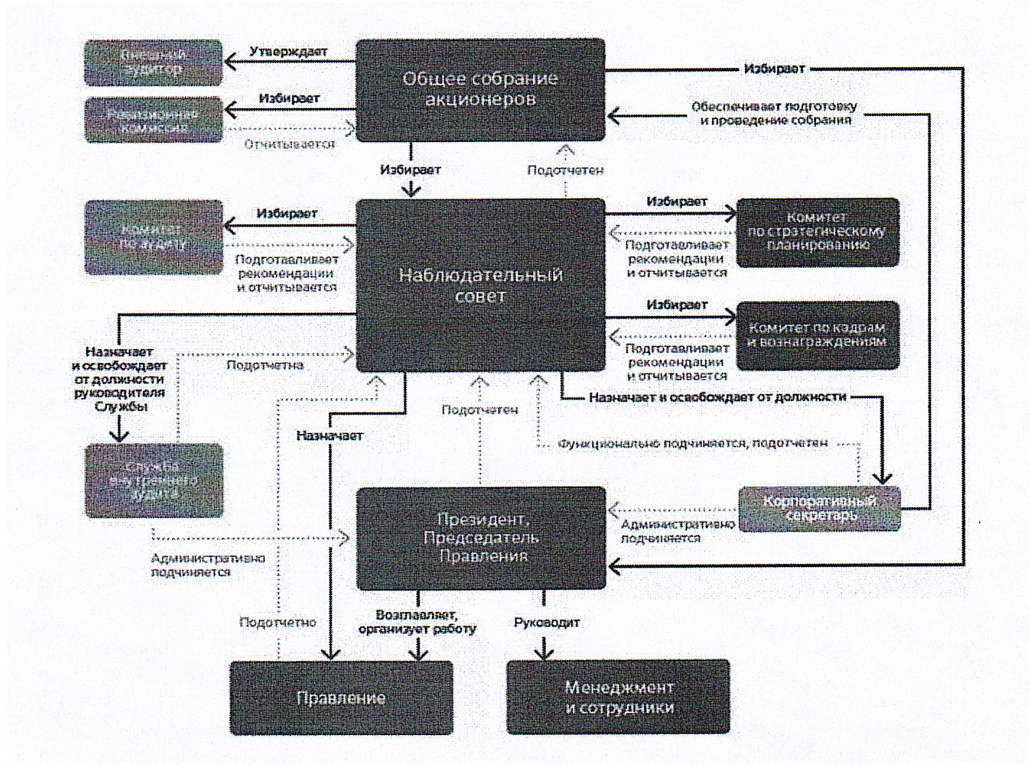 Внешний
аудитор
Утверждает
Общее собрание
акционеров
Избирает
Ревизионная
комиссия
Избирает
Отчитывается
Обеспечивает подготовку
и проведение собрания
Избирает
Подотчетен
Комитет
по аудиту
Избирает
Подготавливает
рекомендации
и отчитывается
Наблюдательный
совет
Избирает
Подготавливает
рекомендации
и отчитывается
Комитет
по стратегическому
планированию
Избирает
Подготавливает
рекомендации
и отчитывается
Комитет по кадрам
и вознаграждениям
Назначает
и освобождает
от должности
руководителя
Службы
Подотчетна
Назначает
Подотчетен
Назначает и освобождает от должности
Функционально подчиняется, подотчетен
Служба
внутреннего
аудита
Президент,
Председатель
Правления
Административно
подчиняется
Корпоративный
секретарь
Административно
подчиняется
Подотчетно
Возглавляет,
организует работу
Руководит
Правление
Менеджмент
и сотрудники